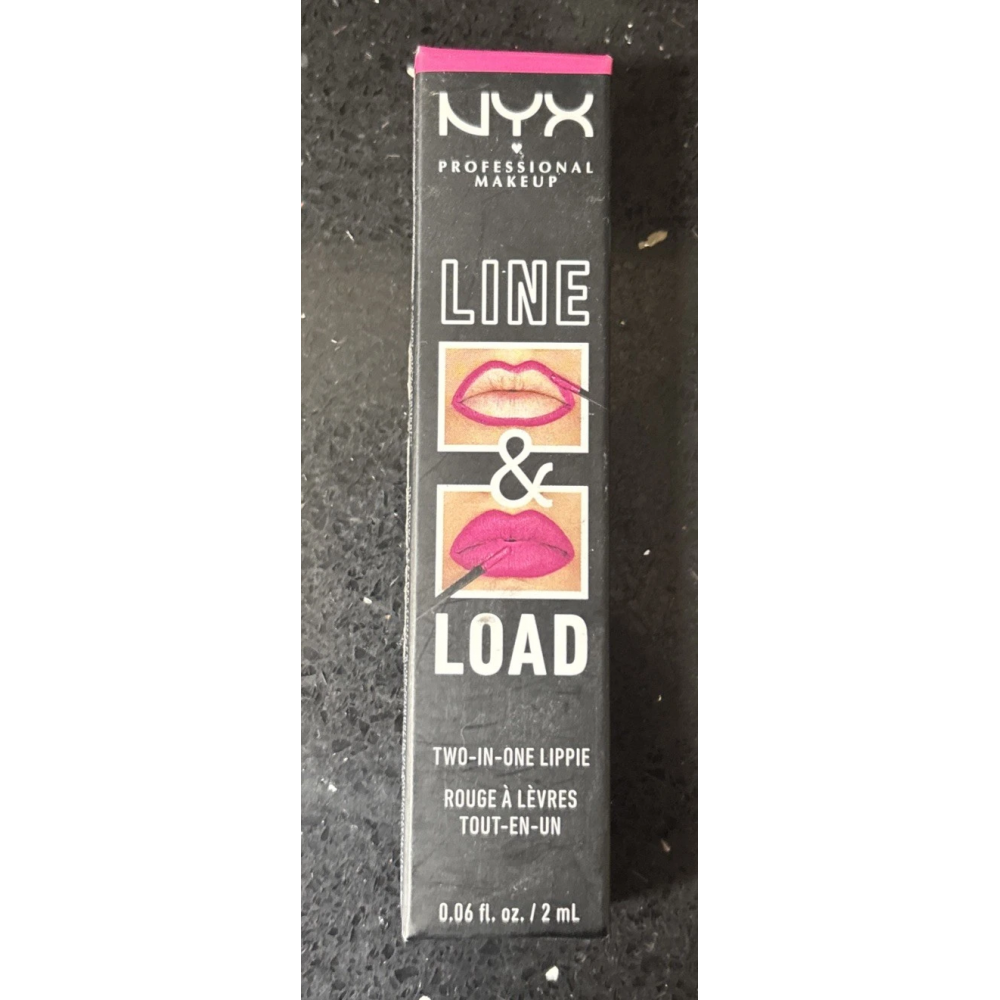 NYX
PROFESSIONAL
MAKEUP
LINE
&
LOAD
TWO-IN-ONE LIPPIE
ROUGE À LÈVRES
TOUT-EN-UN
0.06 fl. oz. / 2 mL